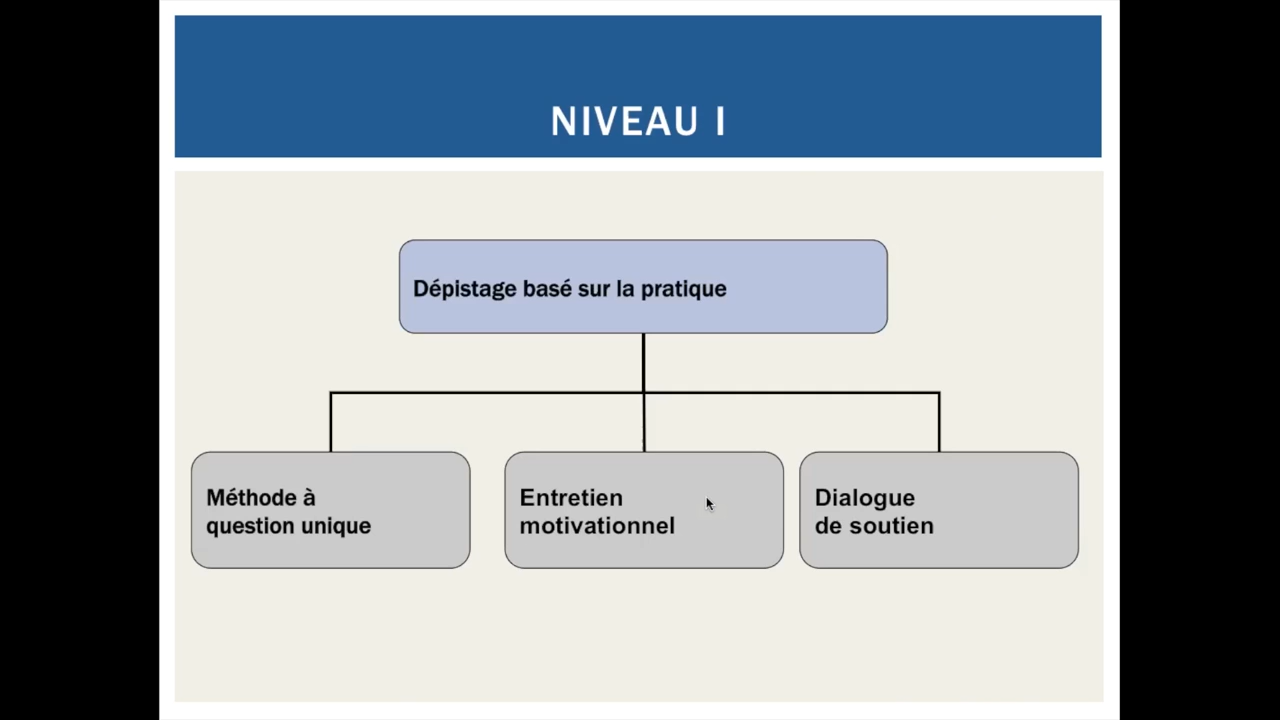 NIVEAU I
Dépistage basé sur la pratique
Méthode à
question unique
Entretien
motivationnel
Dialogue
de soutien